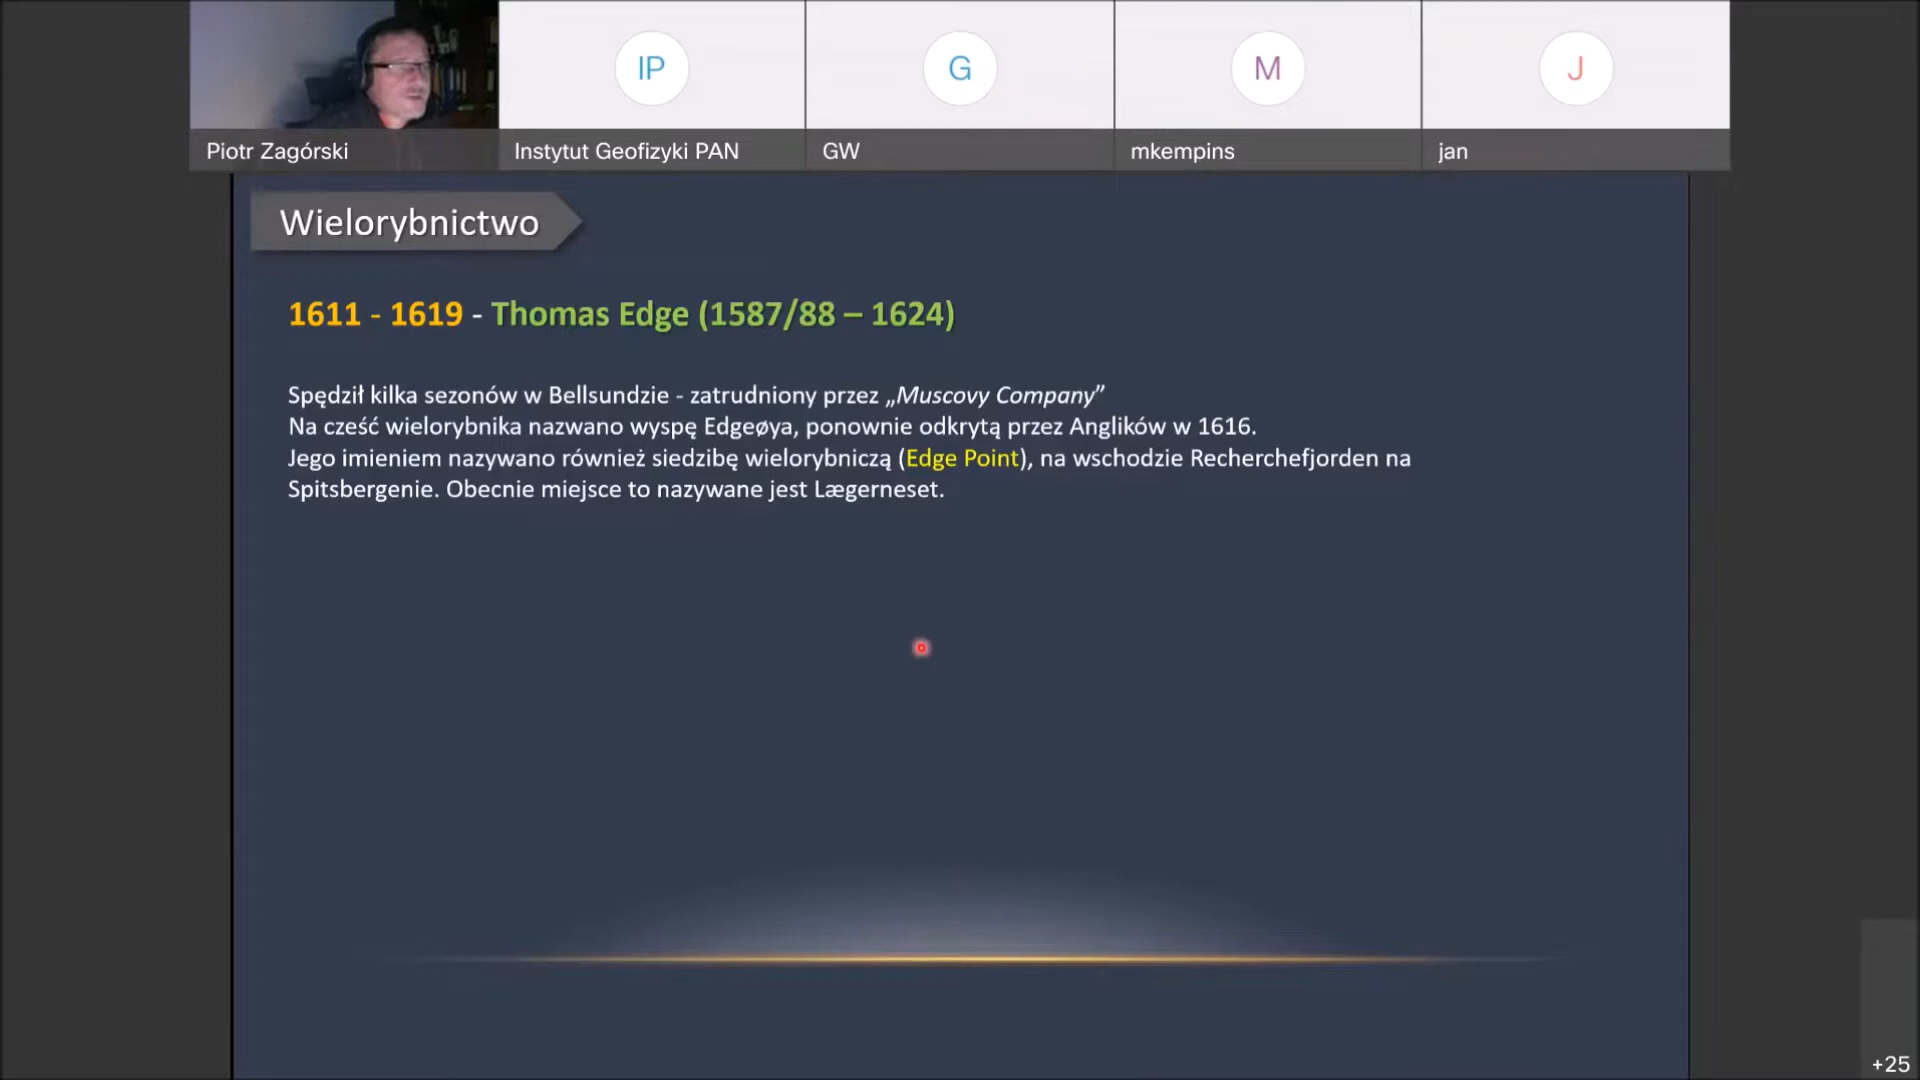 IP
G
M
J
Piotr Zagórski
Instytut Geofizyki PAN
GW
mkempins
jan
Wielorybnictwo
1611 - 1619 - Thomas Edge (1587/88 – 1624)
Spędził kilka sezonów w Bellsundzie - zatrudniony przez „Muscovy Company”
Na cześć wielorybnika nazwano wyspę Edgeøya, ponownie odkrytą przez Anglików w 1616.
Jego imieniem nazywano również siedzibę wielorybniczą (Edge Point), na wschodzie Recherchefjorden na
Spitsbergenie. Obecnie miejsce to nazywane jest Lægerneset.
+25